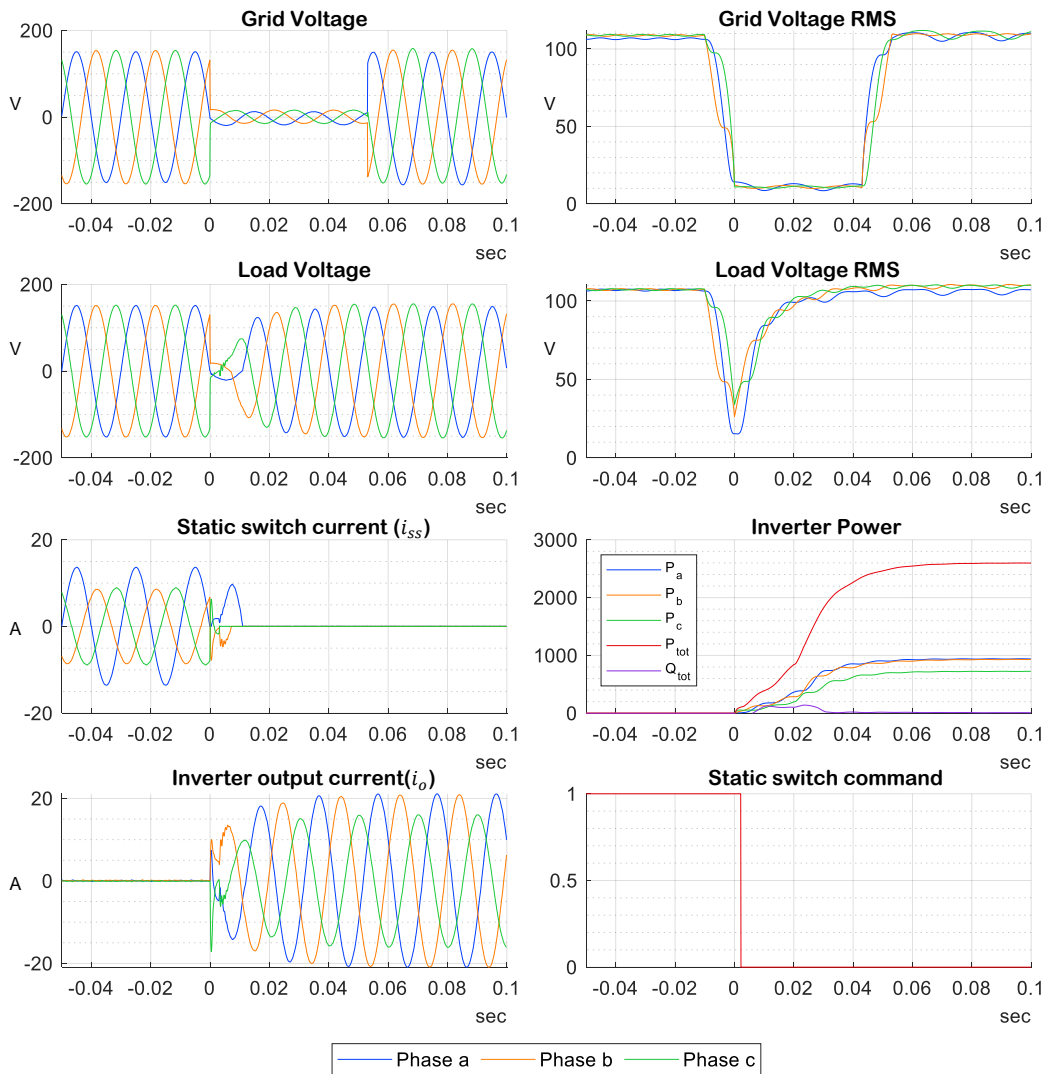 Grid Voltage
200
0
-200
V
-0.04 -0.02 0 0.02 0.04 0.06 0.08 0.1
sec
Grid Voltage RMS
100
50
0
V
-0.04 -0.02 0 0.02 0.04 0.06 0.08 0.1
sec
Load Voltage
200
0
-200
V
-0.04 -0.02 0 0.02 0.04 0.06 0.08 0.1
sec
Load Voltage RMS
100
50
0
V
-0.04 -0.02 0 0.02 0.04 0.06 0.08 0.1
sec
Static switch current (i_ss)
20
0
-20
A
-0.04 -0.02 0 0.02 0.04 0.06 0.08 0.1
sec
Inverter Power
3000
2000
1000
0
P_a
P_b
P_c
P_tot
Q_tot
-0.04 -0.02 0 0.02 0.04 0.06 0.08 0.1
sec
Inverter output current(i_o)
20
0
-20
A
-0.04 -0.02 0 0.02 0.04 0.06 0.08 0.1
sec
Static switch command
1
0.5
0
-0.04 -0.02 0 0.02 0.04 0.06 0.08 0.1
sec
Phase a Phase b Phase c